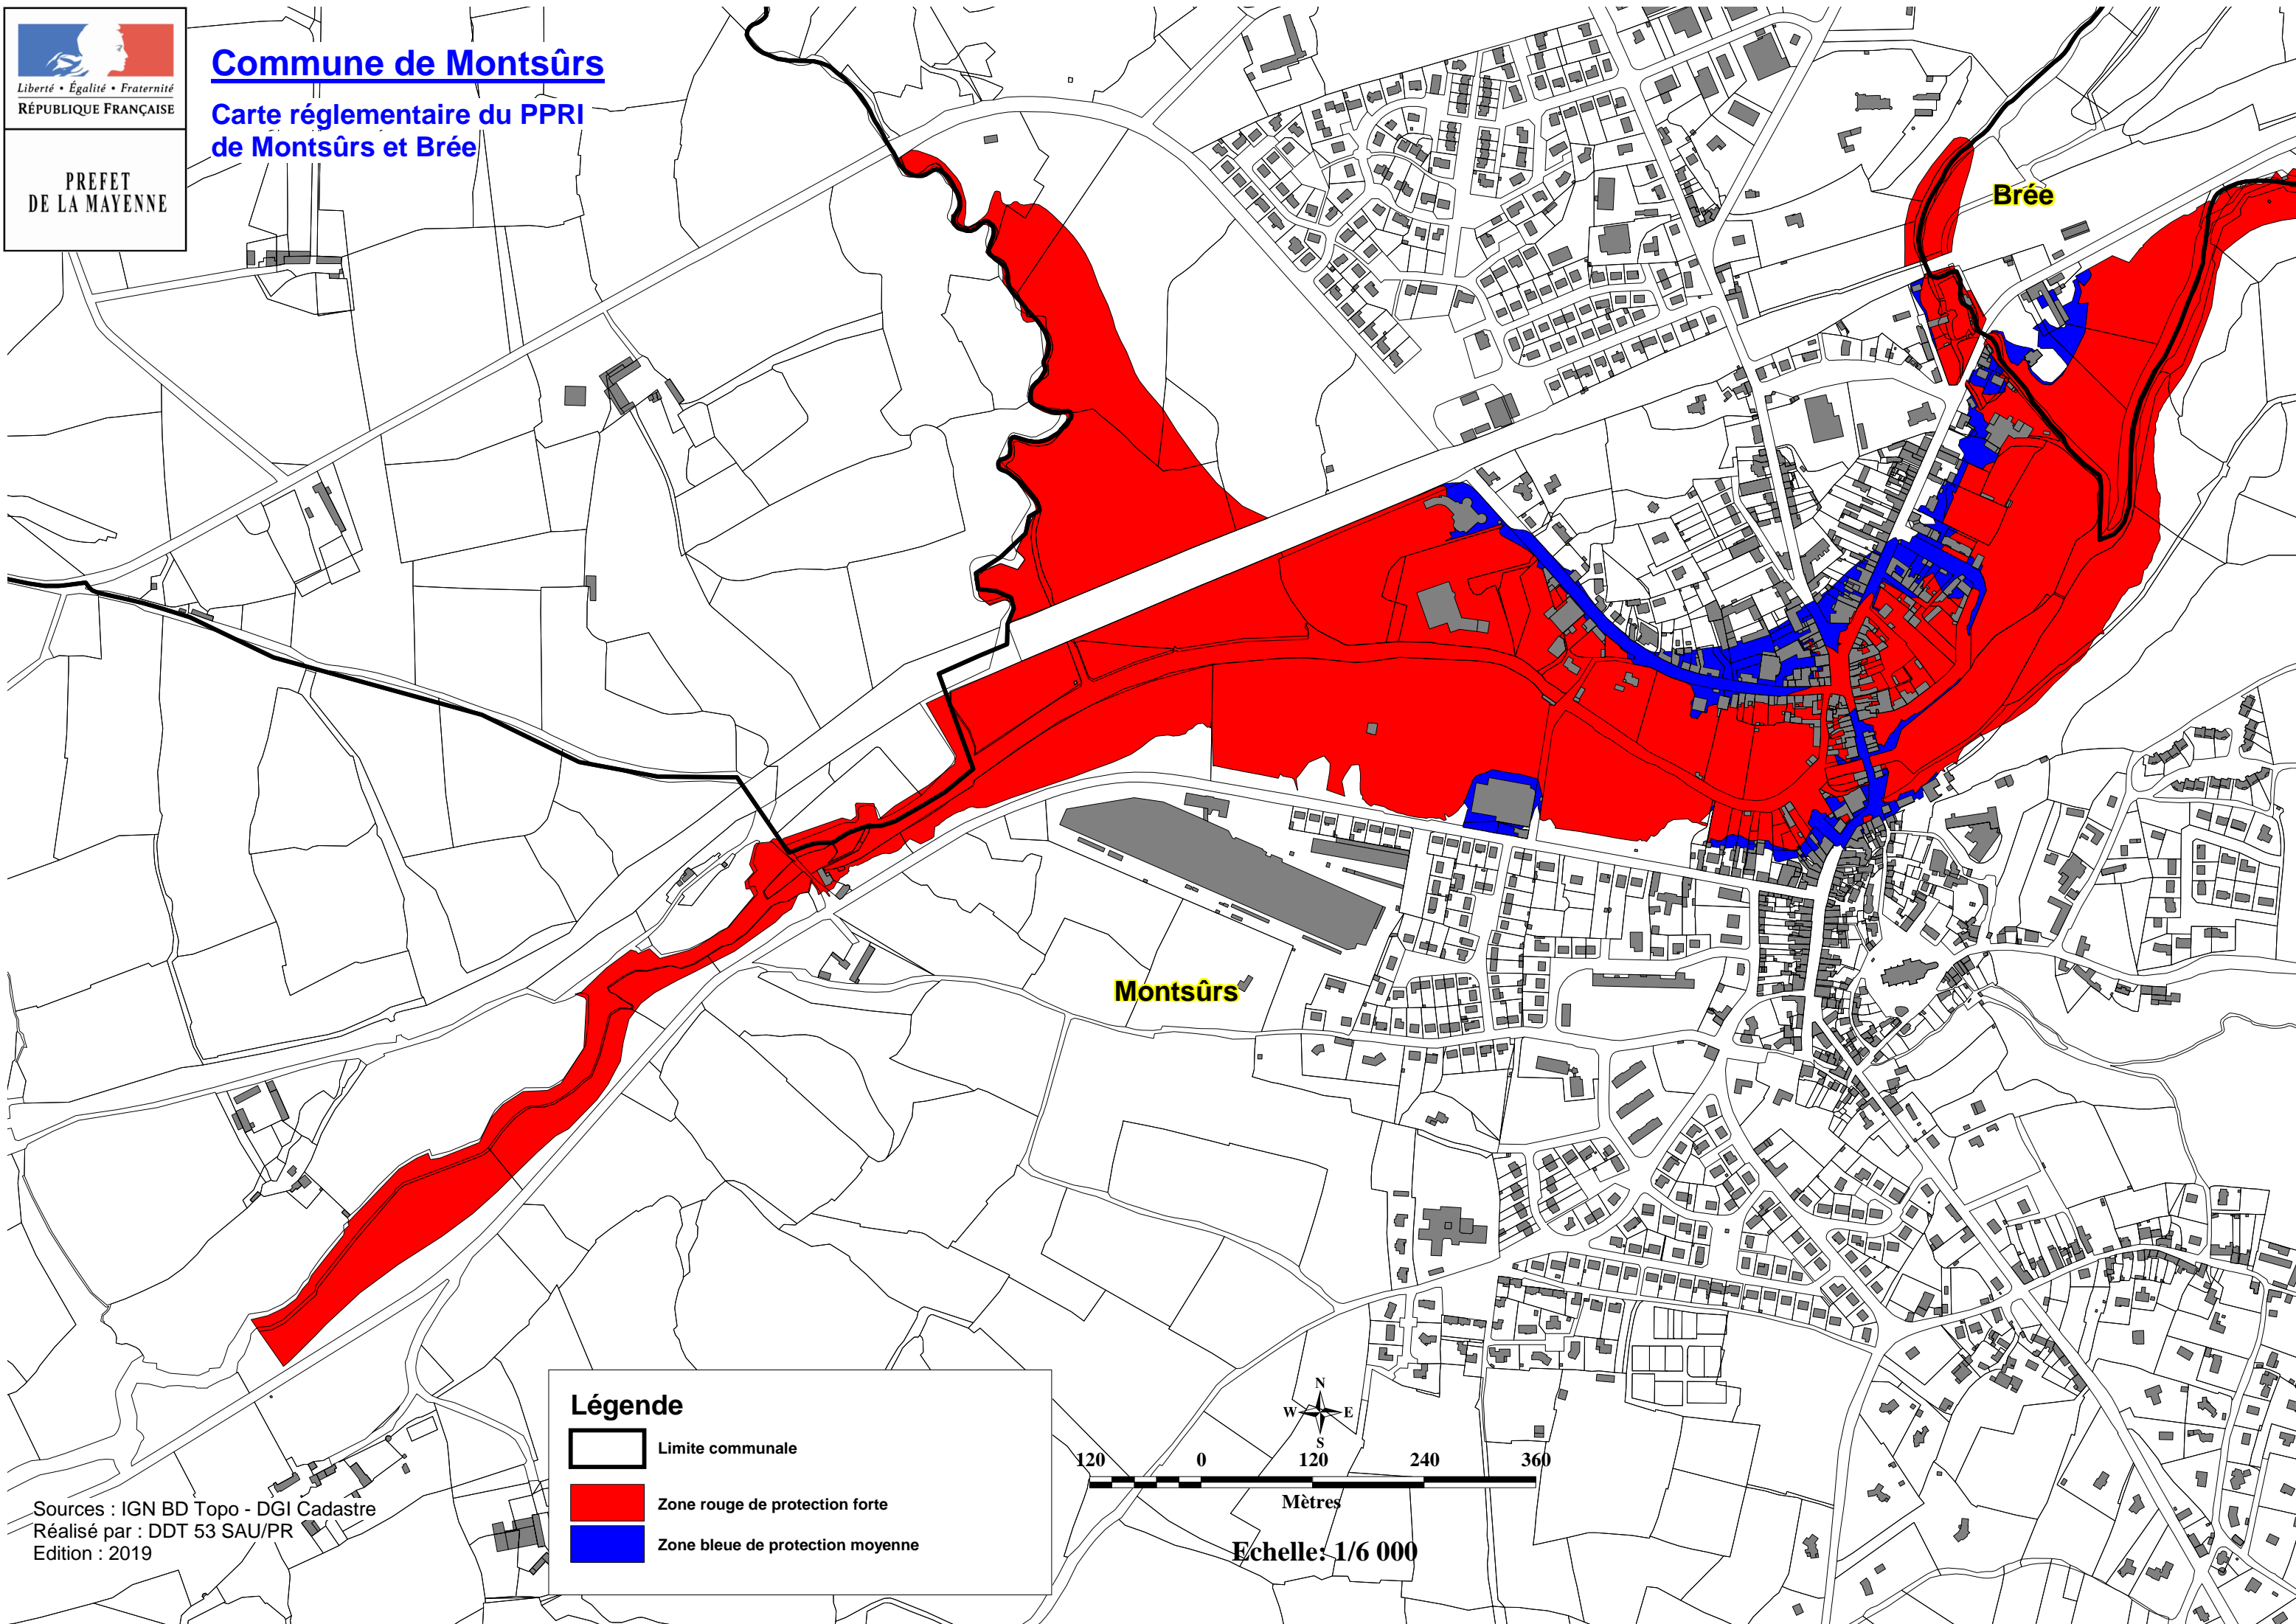 Liberté • Égalité • Fraternité
RÉPUBLIQUE FRANÇAISE
PREFET
DE LA MAYENNE
Commune de Montsûrs
Carte réglementaire du PPRI
de Montsûrs et Brée
Brée
Montsûrs
Légende
Limite communale
Zone rouge de protection forte
Zone bleue de protection moyenne
N
W E
S
120 0 120 240 360
Mètres
Echelle: 1/6 000
Sources : IGN BD Topo - DGI Cadastre
Réalisé par : DDT 53 SAU/PR
Edition : 2019